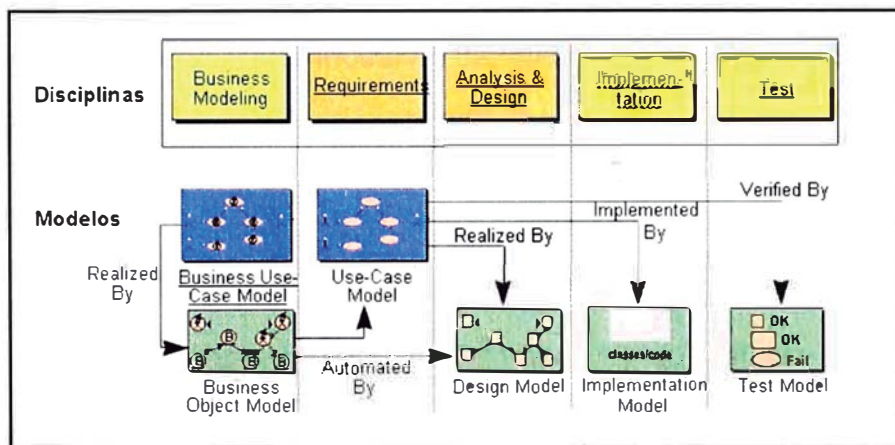 Disciplinas
Business
Modeling
Requirements
Analysis &
Design
Implemen-
tation
Test
Modelos
Verified By
Implemented
By
Realized By
Realized
By
Business Use-
Case Model
Use-Case
Model
B
B
B
B
OK
OK
Fail
classes/code
Automated
By
Business
Object Model
Design Model
Implementation
Model
Test Model